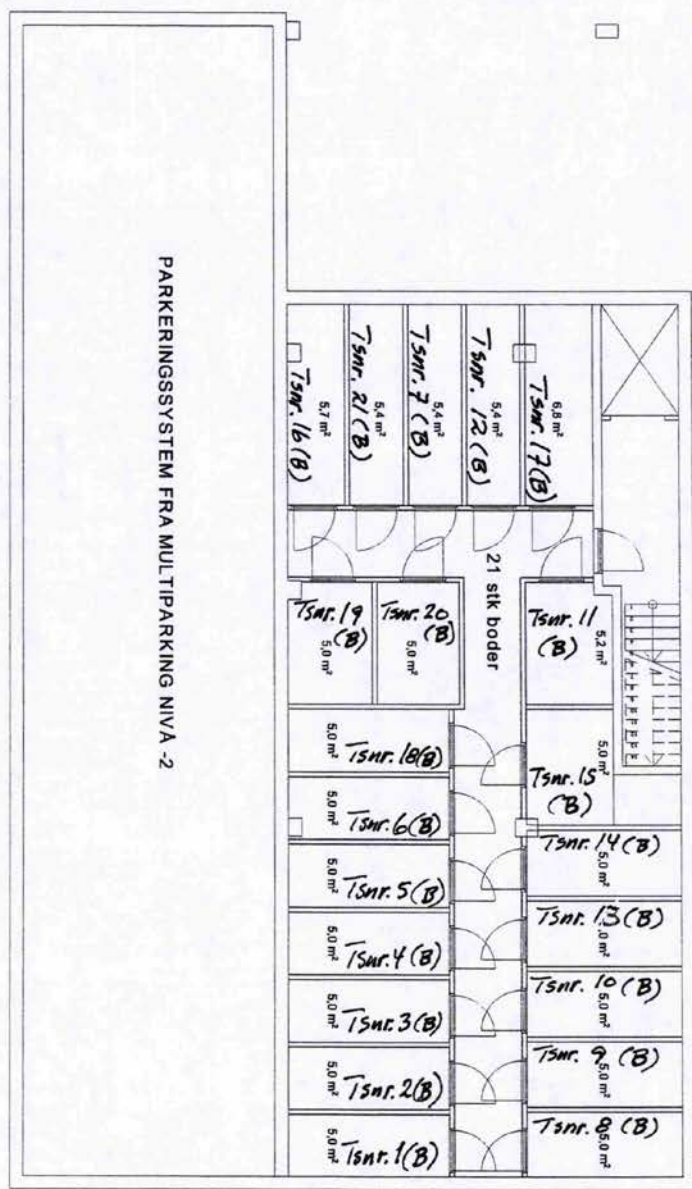 PARKERINGSSYSTEM FRA MULTIPARKING NIVÅ -2
5,7 m²
Tsnr. 16(B)
5,4 m²
Tsnr. 21(B)
5,4 m²
Tsnr. 7 (B)
5,4 m²
Tsnr. 12(B)
6,8 m²
Tsnr. 17(B)
21 stk boder
Tsnr. 19
(B)
5,0 m²
Tsnr. 20
(B)
5,0 m²
Tsnr. 11
(B)
5,2 m²
5,0 m²
Tsnr. 18(B)
5,0 m²
Tsnr. 15
(B)
5,0 m²
Tsnr. 6(B)
Tsnr. 14(B)
5,0 m²
5,0 m²
Tsnr. 5(B)
Tsnr. 13(B)
,0 m²
5,0 m²
Tsnr. 4(B)
Tsnr. 10 (B)
5,0 m²
5,0 m²
Tsnr. 3(B)
Tsnr. 9 (B)
5,0 m²
5,0 m²
Tsnr. 2(B)
Tsnr. 8 (B)
5,0 m²
5,0 m²
Tsnr. 1(B)